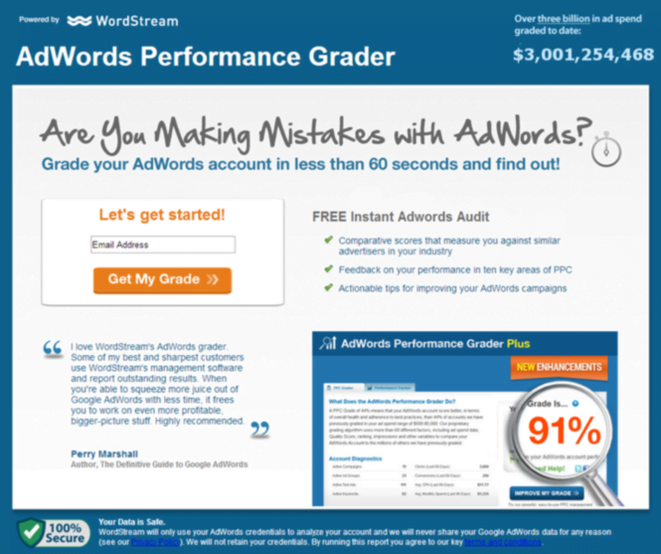 Powered by WordStream
Over three billion in ad spend
graded to date:
AdWords Performance Grader
$3,001,254,468
Are You Making Mistakes with AdWords?
Grade your AdWords account in less than 60 seconds and find out!
Let's get started!
Email Address
Get My Grade »
FREE Instant Adwords Audit
Comparative scores that measure you against similar
advertisers in your industry
Feedback on your performance in ten key areas of PPC
Actionable tips for improving your AdWords campaigns
“ I love WordStream's AdWords grader.
Some of my best and sharpest customers
use WordStream's management software
and report outstanding results. When
you're able to squeeze more juice out of
Google AdWords with less time, it frees
you to work on even more profitable,
bigger-picture stuff. Highly recommended. ”
Perry Marshall
Author, The Definitive Guide to Google AdWords
AdWords Performance Grader Plus
NEW ENHANCEMENTS
What Does the AdWords Performance Grader Do?
Grade Is...
91%
Account Diagnostics
Need Help!
IMPROVE MY GRADE »
100%
Secure
Your Data is Safe.
WordStream will only use your AdWords credentials to analyze your account and we will never share your Google AdWords data for any reason
(see our Privacy Policy). We will not retain your credentials. By running this report you agree to our key terms and conditions.